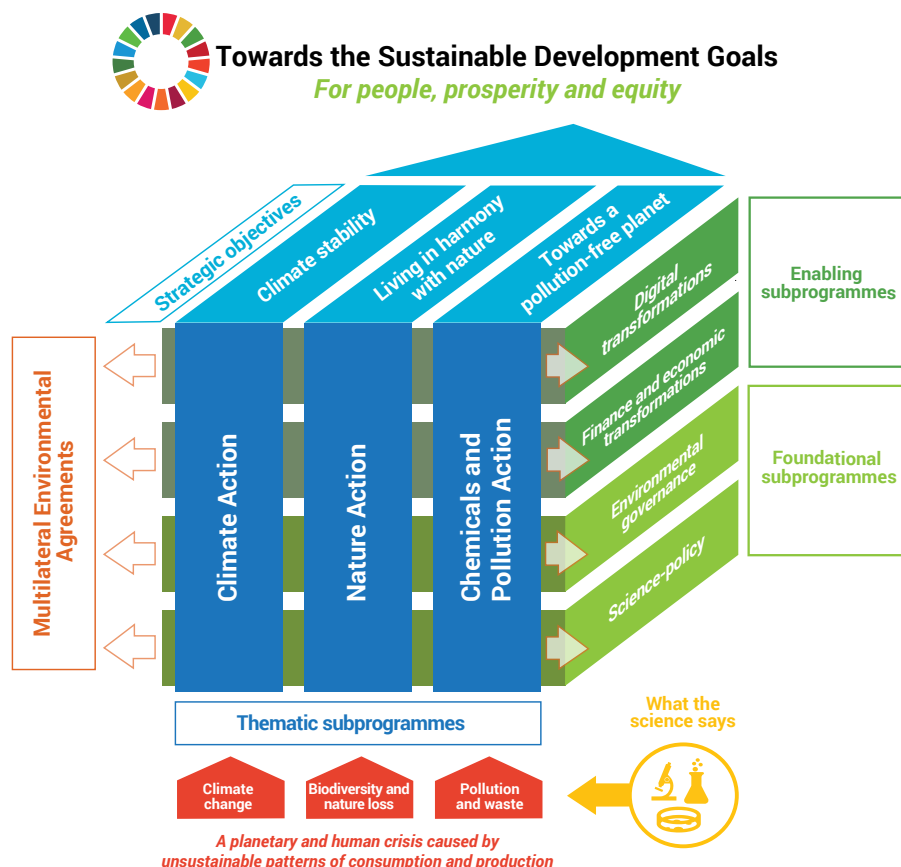 Towards the Sustainable Development Goals
For people, prosperity and equity
Strategic objectives
Climate stability
Living in harmony
with nature
Towards a
pollution-free planet
Digital
transformations
Finance and economic
transformations
Environmental
governance
Science-policy
Enabling
subprogrammes
Foundational
subprogrammes
Multilateral Environmental
Agreements
Climate Action
Nature Action
Chemicals and
Pollution Action
Thematic subprogrammes
What the
science says
Climate
change
Biodiversity and
nature loss
Pollution
and waste
A planetary and human crisis caused by
unsustainable patterns of consumption and production